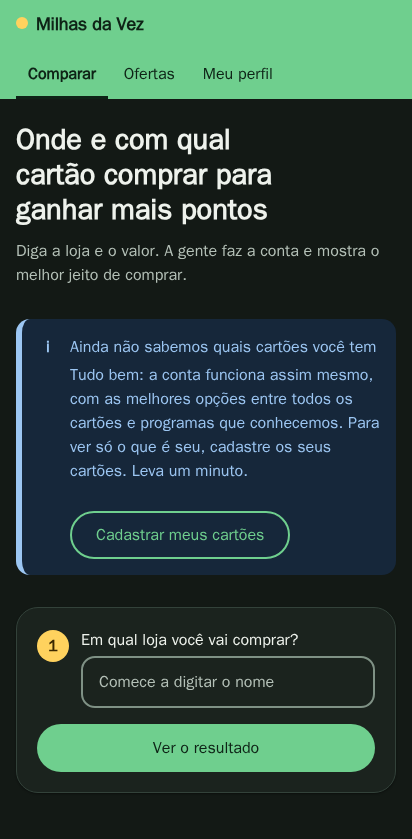 Milhas da Vez
Comparar Ofertas Meu perfil
Onde e com qual
cartão comprar para
ganhar mais pontos
Diga a loja e o valor. A gente faz a conta e mostra o
melhor jeito de comprar.
i Ainda não sabemos quais cartões você tem
Tudo bem: a conta funciona assim mesmo,
com as melhores opções entre todos os
cartões e programas que conhecemos. Para
ver só o que é seu, cadastre os seus
cartões. Leva um minuto.
Cadastrar meus cartões
1 Em qual loja você vai comprar?
Comece a digitar o nome
Ver o resultado